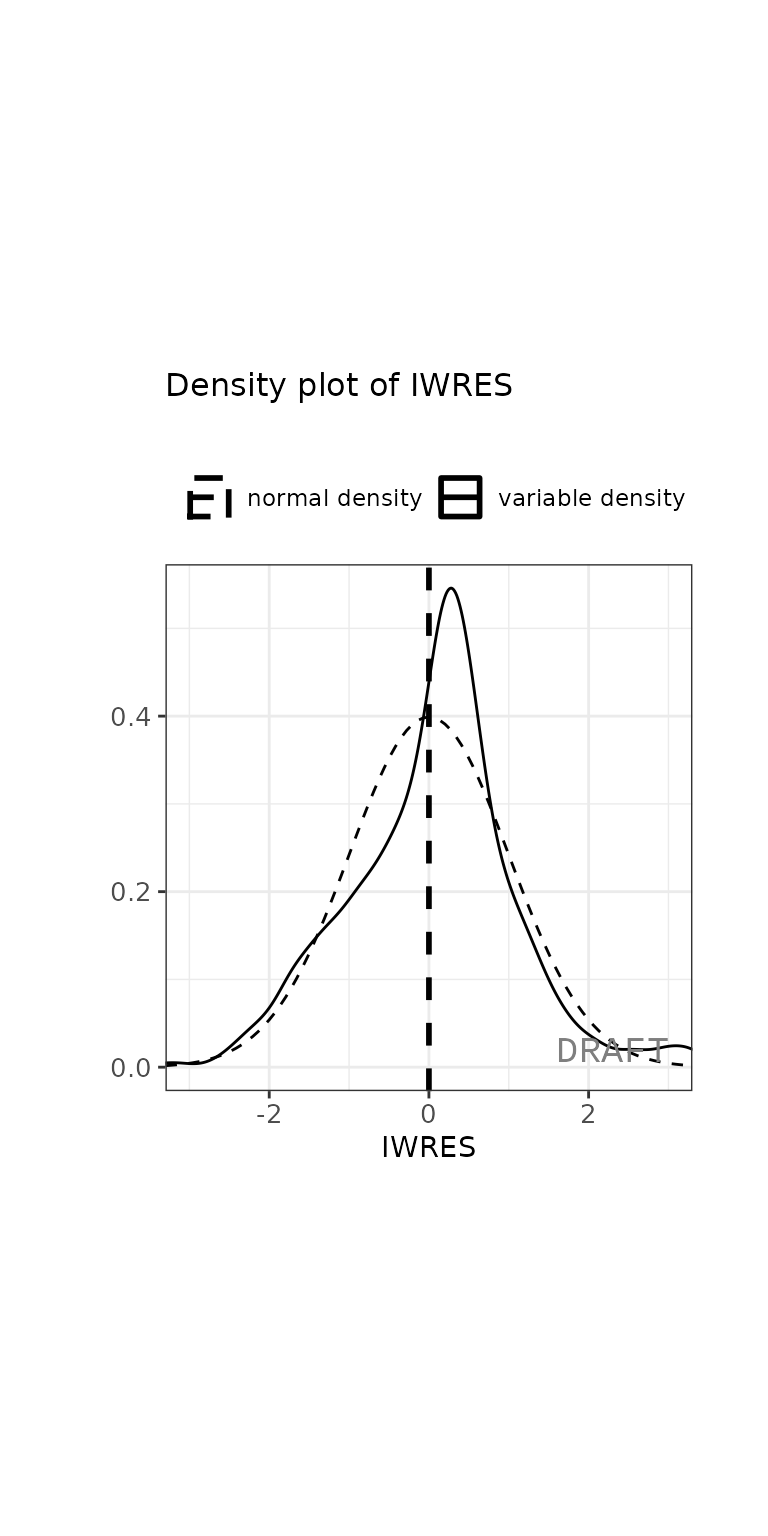 Density plot of IWRES
normal density variable density
0.4
0.2
0.0
DRAFT
-2 0 2
IWRES